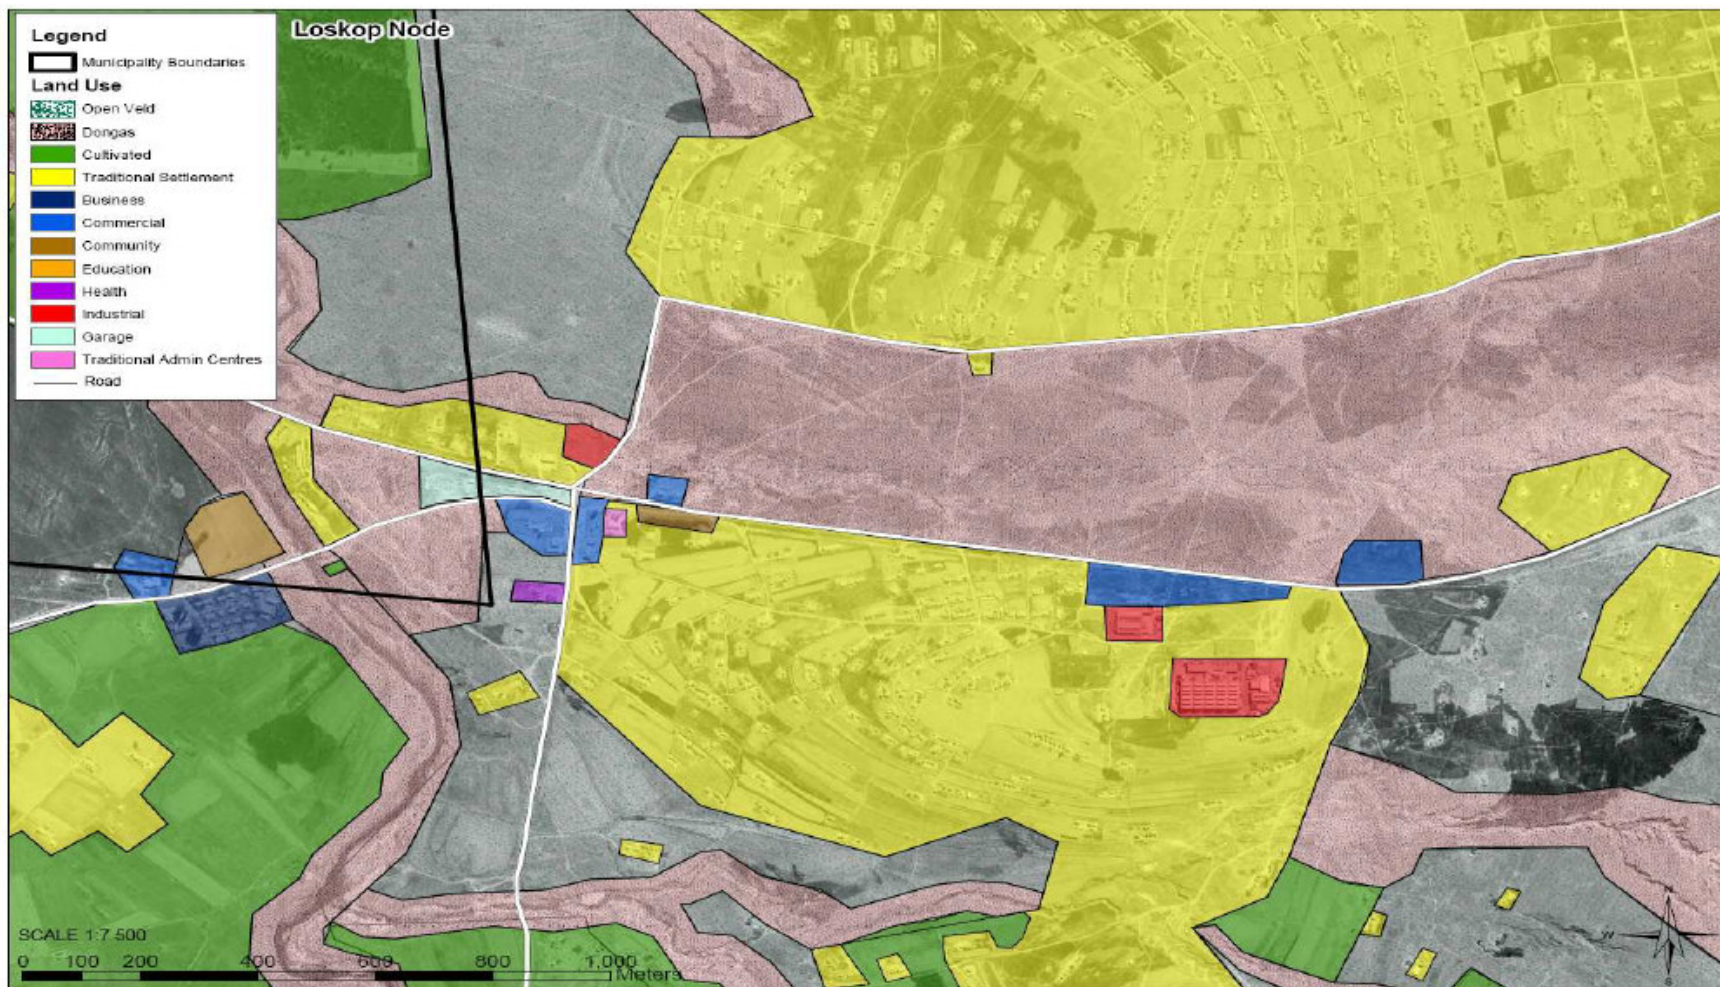 Loskop Node
Legend
Municipality Boundaries
Land Use
Open Veld
Dongas
Cultivated
Traditional Settlement
Business
Commercial
Community
Education
Health
Industrial
Garage
Traditional Admin Centres
Road
SCALE 1:7 500
0 100 200 400 600 800 1,000
Meters
N
W
S